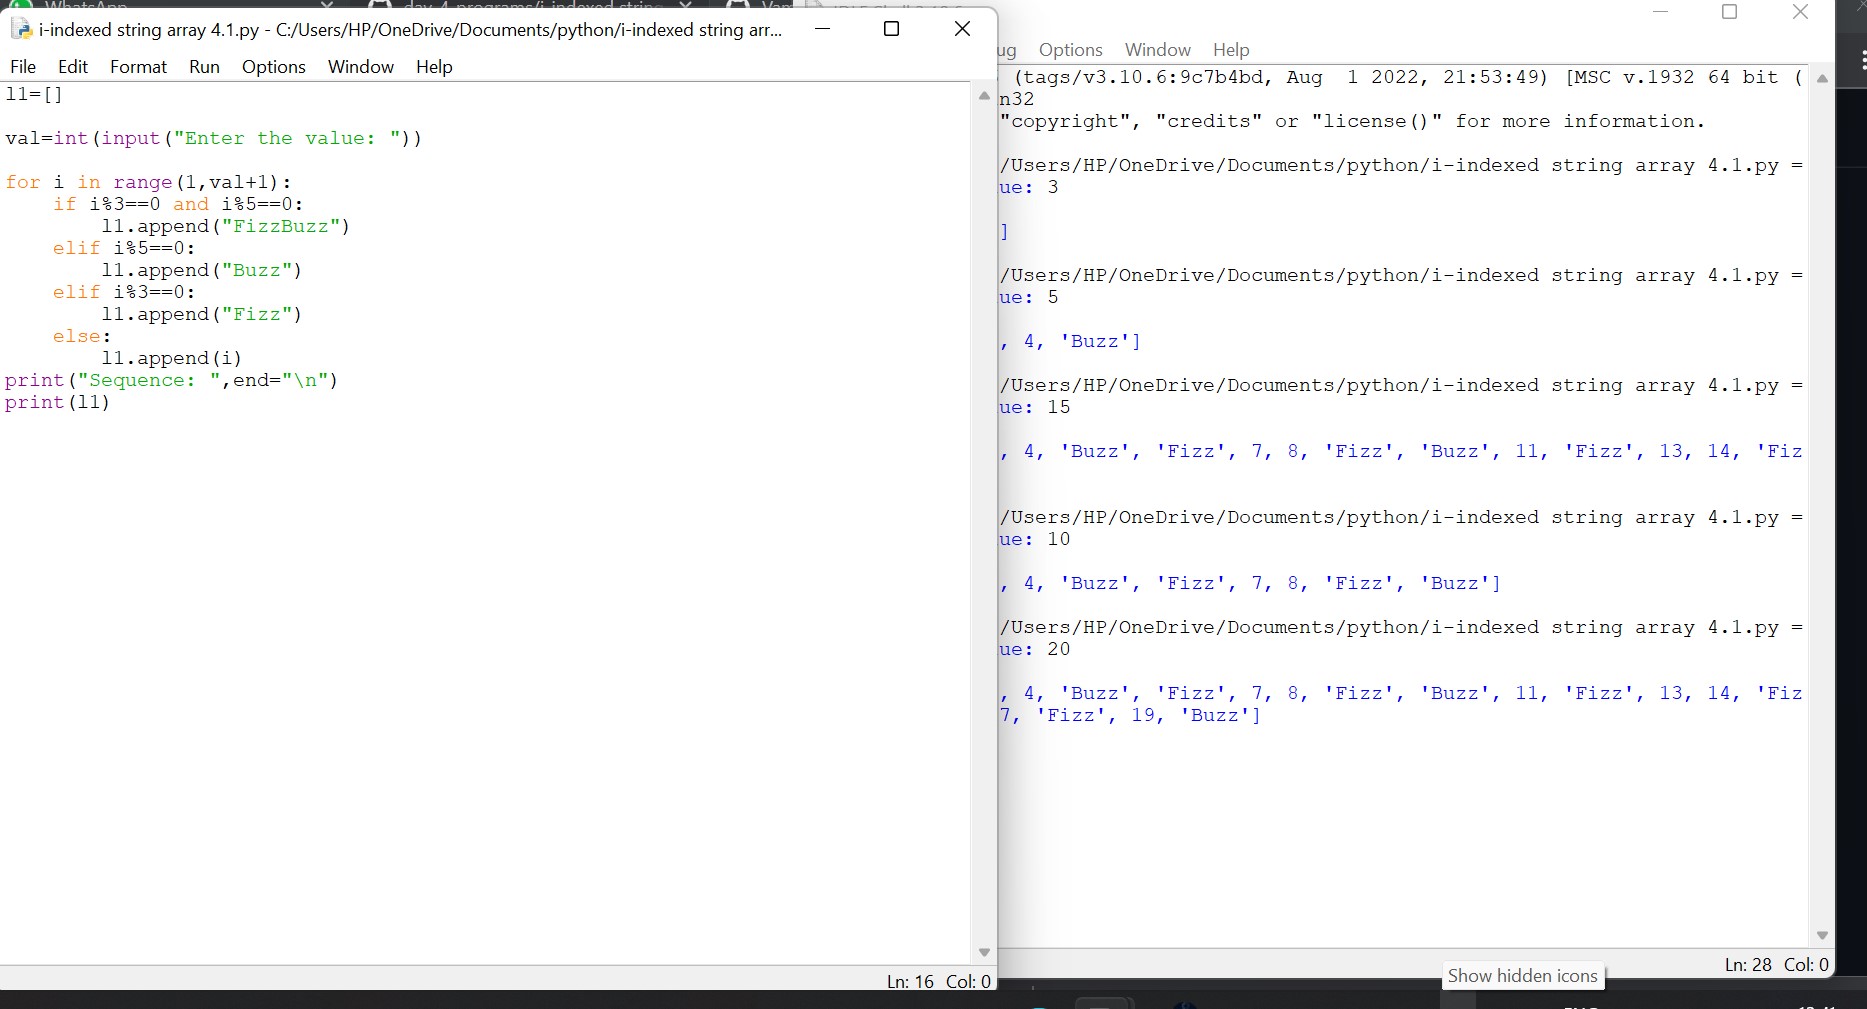 WhatsApp
i-indexed string array 4.1.py - C:/Users/HP/OneDrive/Documents/python/i-indexed string arr...
File Edit Format Run Options Window Help
l1=[]
val=int(input("Enter the value: "))
for i in range(1,val+1):
    if i%3==0 and i%5==0:
        l1.append("FizzBuzz")
    elif i%5==0:
        l1.append("Buzz")
    elif i%3==0:
        l1.append("Fizz")
    else:
        l1.append(i)
print("Sequence: ",end="\n")
print(l1)
Ln: 16 Col: 0
ug Options Window Help
(tags/v3.10.6:9c7b4bd, Aug  1 2022, 21:53:49) [MSC v.1932 64 bit (
n32
"copyright", "credits" or "license()" for more information.
/Users/HP/OneDrive/Documents/python/i-indexed string array 4.1.py =
ue: 3
]
/Users/HP/OneDrive/Documents/python/i-indexed string array 4.1.py =
ue: 5
, 4, 'Buzz']
/Users/HP/OneDrive/Documents/python/i-indexed string array 4.1.py =
ue: 15
, 4, 'Buzz', 'Fizz', 7, 8, 'Fizz', 'Buzz', 11, 'Fizz', 13, 14, 'Fiz
/Users/HP/OneDrive/Documents/python/i-indexed string array 4.1.py =
ue: 10
, 4, 'Buzz', 'Fizz', 7, 8, 'Fizz', 'Buzz']
/Users/HP/OneDrive/Documents/python/i-indexed string array 4.1.py =
ue: 20
, 4, 'Buzz', 'Fizz', 7, 8, 'Fizz', 'Buzz', 11, 'Fizz', 13, 14, 'Fiz
7, 'Fizz', 19, 'Buzz']
Ln: 28 Col: 0
Show hidden icons